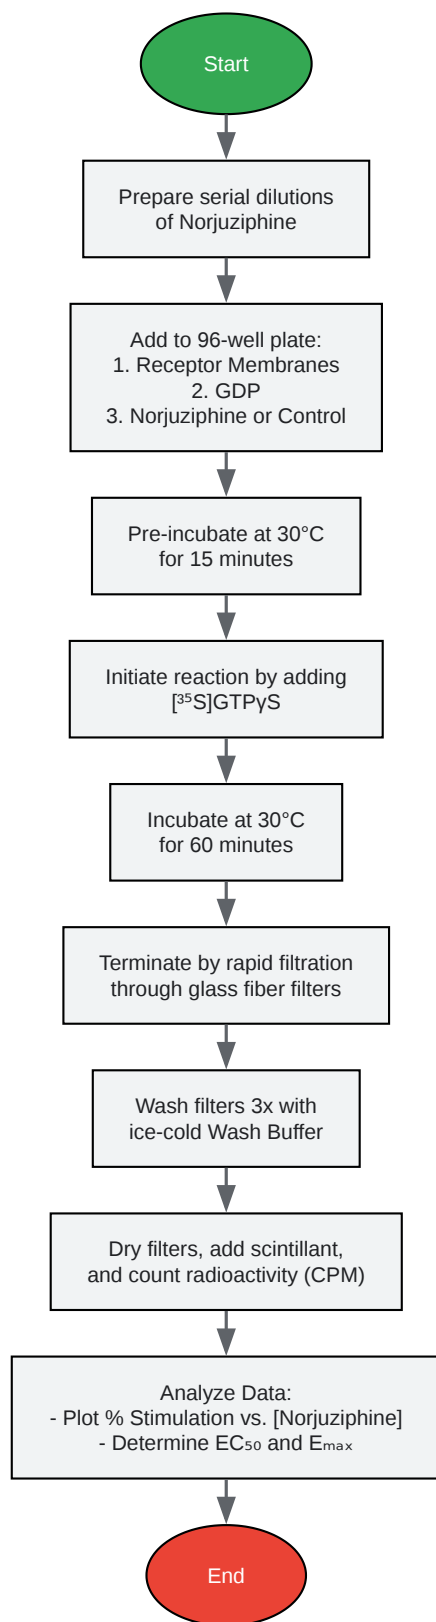 Start
Prepare serial dilutions
of Norjuziphine
Add to 96-well plate:
1. Receptor Membranes
2. GDP
3. Norjuziphine or Control
Pre-incubate at 30°C
for 15 minutes
Initiate reaction by adding
[³⁵S]GTPγS
Incubate at 30°C
for 60 minutes
Terminate by rapid filtration
through glass fiber filters
Wash filters 3x with
ice-cold Wash Buffer
Dry filters, add scintillant,
and count radioactivity (CPM)
Analyze Data:
- Plot % Stimulation vs. [Norjuziphine]
- Determine EC₅₀ and Eₘₐₓ
End